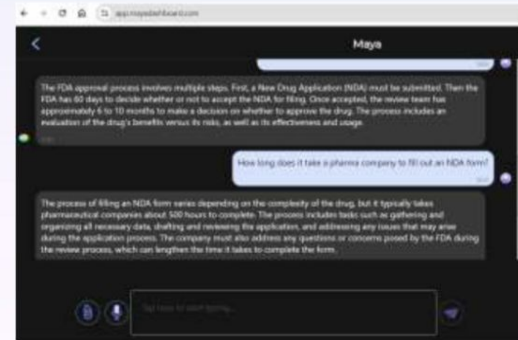 app.mayadashboard.com
Maya
The FDA approval process involves multiple steps. First, a New Drug Application (NDA) must be submitted. Then the
FDA has 60 days to decide whether or not to accept the NDA for filing. Once accepted, the review team has
approximately 6 to 10 months to make a decision on whether to approve the drug. The process includes an
evaluation of the drug's benefits versus its risks, as well as its effectiveness and usage.
How long does it take a pharma company to fill out an NDA form?
The process of filling an NDA form varies depending on the complexity of the drug, but it typically takes
pharmaceutical companies about 500 hours to complete. The process includes tasks such as gathering and
organizing all necessary data, drafting and reviewing the application, and addressing any issues that may arise
during the application process. The company must also address any questions or concerns posed by the FDA during
the review process, which can lengthen the time it takes to complete the form.
Tap here to start typing...